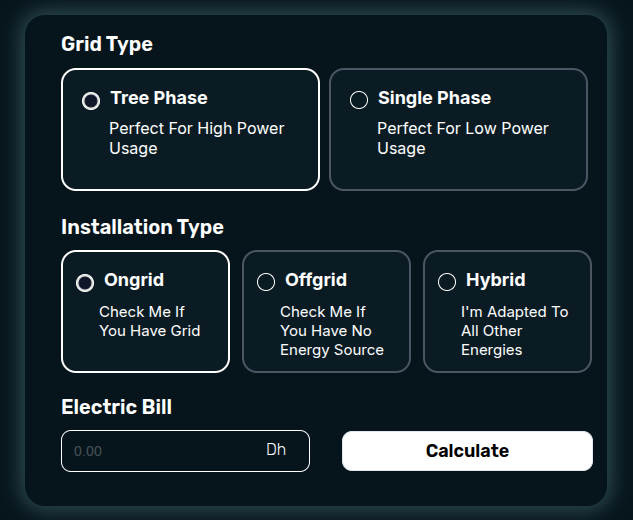 Grid Type
Tree Phase
Perfect For High Power
Usage
Single Phase
Perfect For Low Power
Usage
Installation Type
Ongrid
Check Me If
You Have Grid
Offgrid
Check Me If
You Have No
Energy Source
Hybrid
I'm Adapted To
All Other
Energies
Electric Bill
0.00 Dh
Calculate